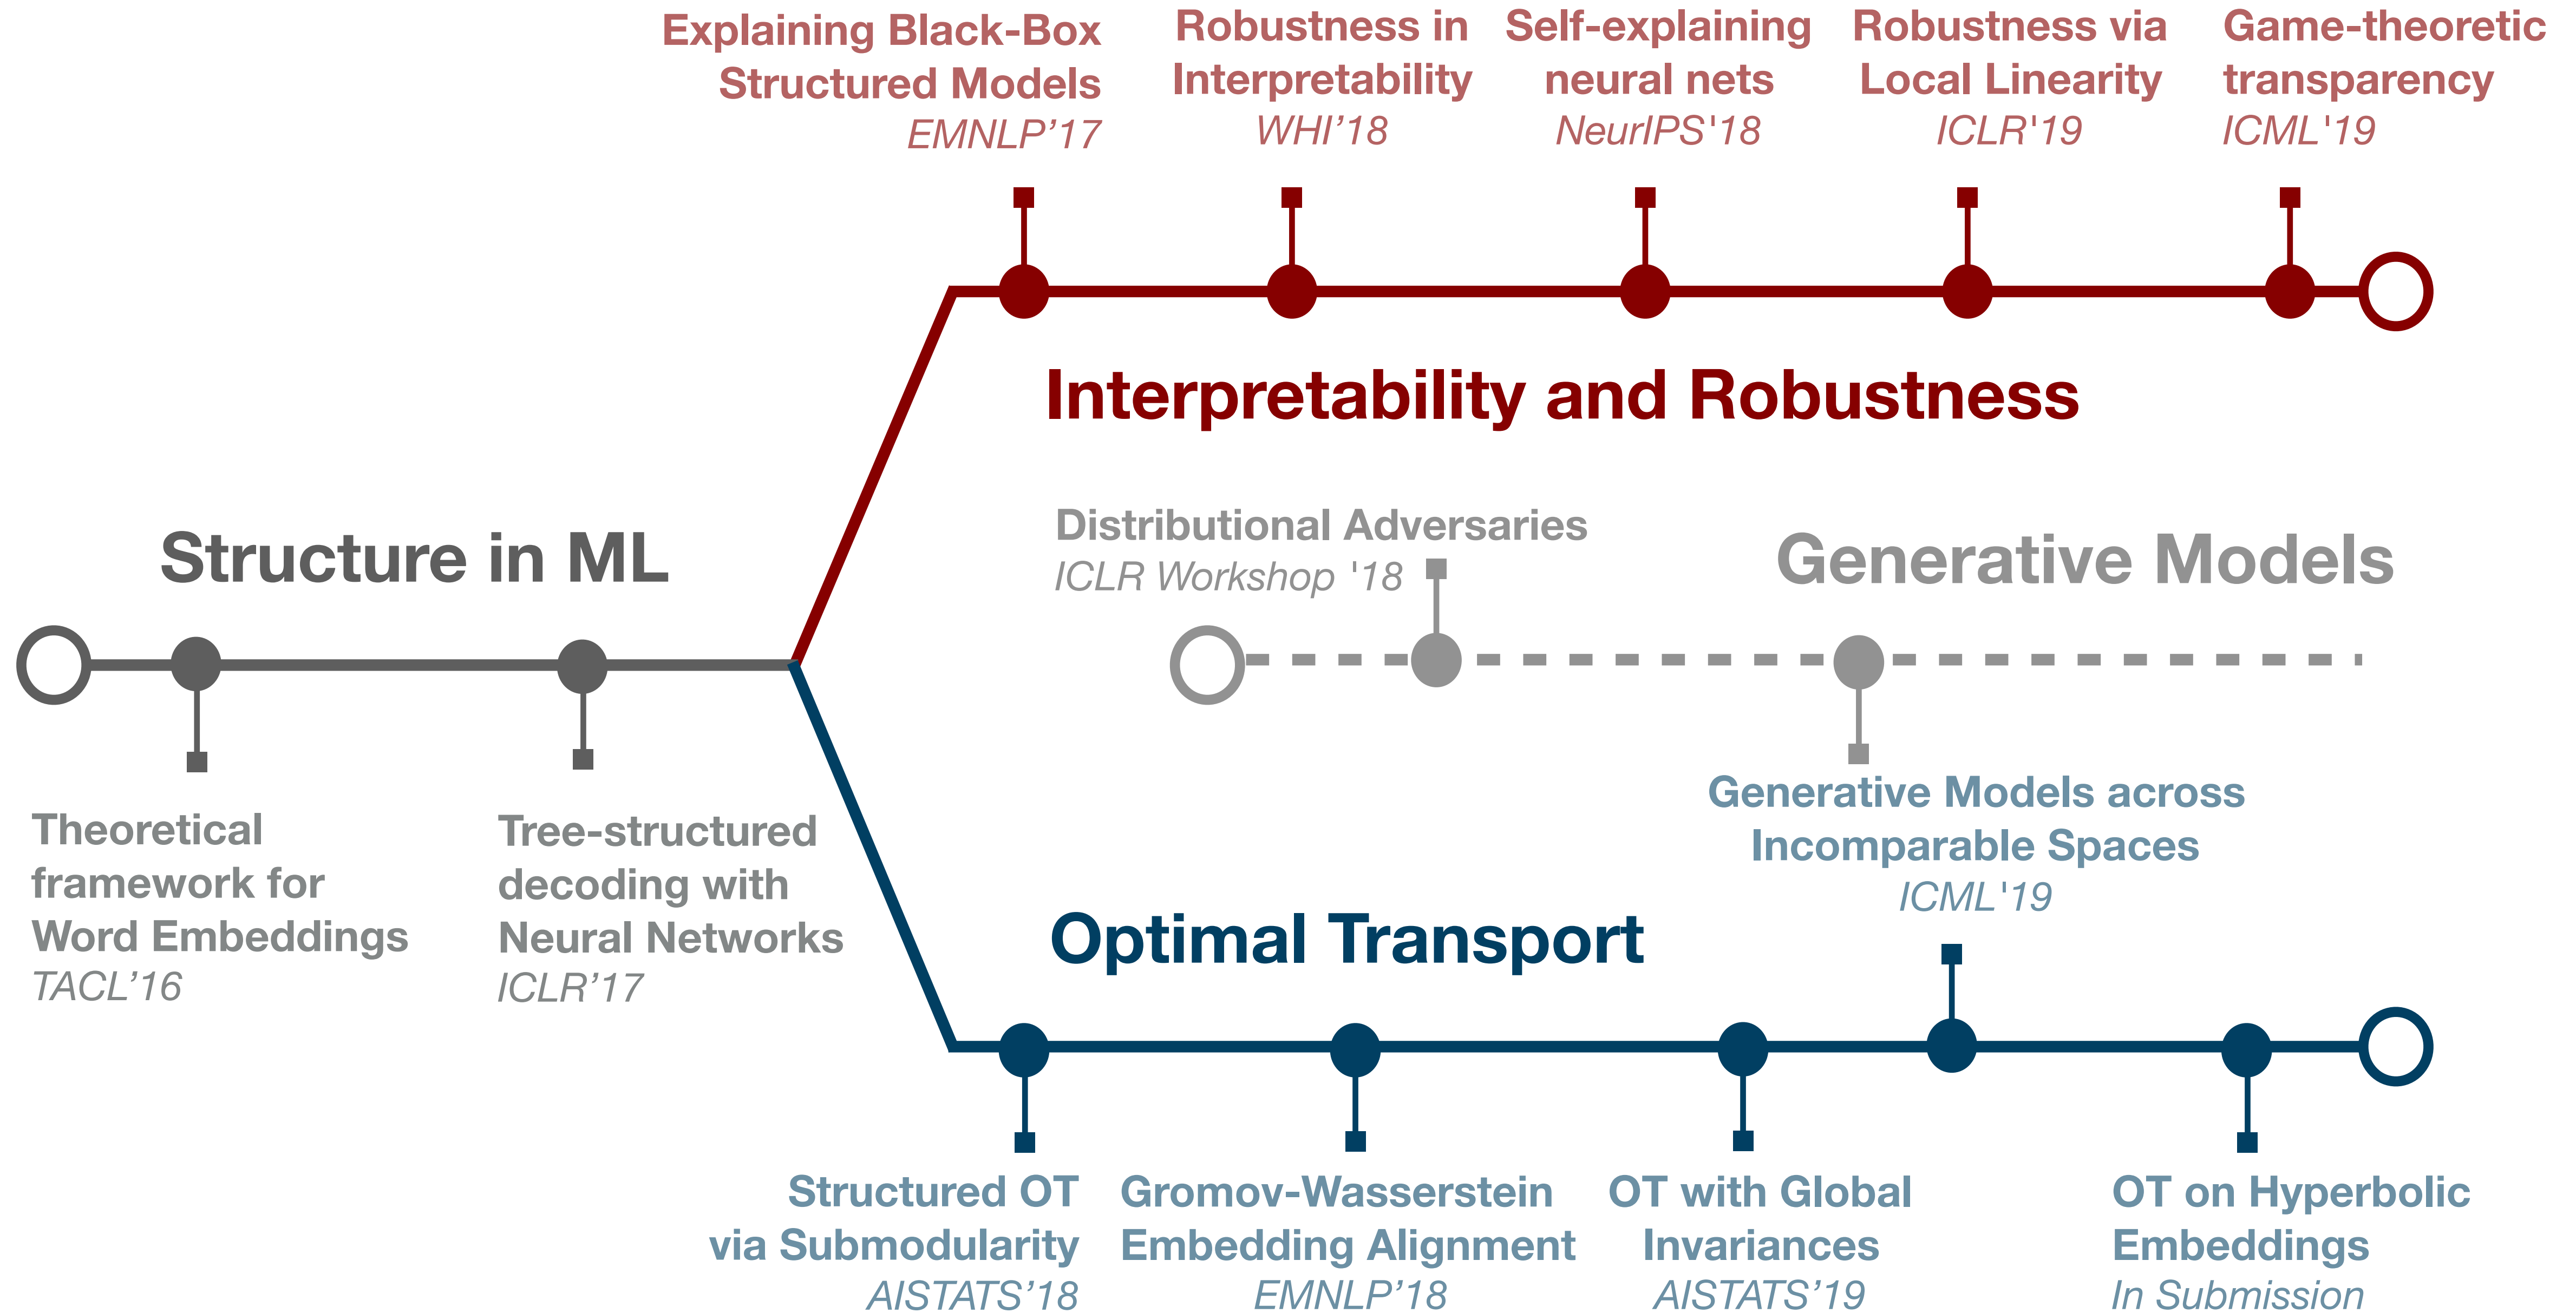 Explaining Black-Box
Structured Models
EMNLP’17
Robustness in
Interpretability
WHI’18
Self-explaining
neural nets
NeurIPS'18
Robustness via
Local Linearity
ICLR'19
Game-theoretic
transparency
ICML'19
Interpretability and Robustness
Structure in ML
Distributional Adversaries
ICLR Workshop '18
Generative Models
Theoretical
framework for
Word Embeddings
TACL’16
Tree-structured
decoding with
Neural Networks
ICLR’17
Generative Models across
Incomparable Spaces
ICML'19
Optimal Transport
Structured OT
via Submodularity
AISTATS’18
Gromov-Wasserstein
Embedding Alignment
EMNLP’18
OT with Global
Invariances
AISTATS’19
OT on Hyperbolic
Embeddings
In Submission